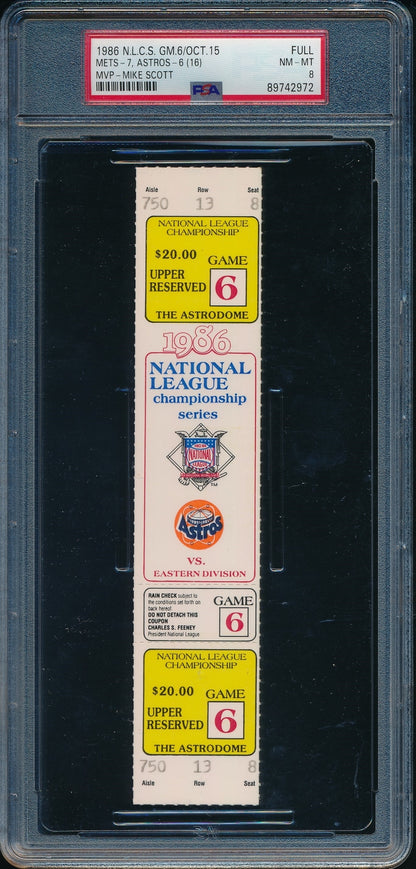 1986 N.L.C.S. GM.6/OCT.15 FULL
METS-7, ASTROS-6 (16) NM-MT
MVP-MIKE SCOTT 8
PSA 89742972
Aisle Row Seat
750 13 8
NATIONAL LEAGUE
CHAMPIONSHIP
$20.00
GAME
UPPER
RESERVED
6
THE ASTRODOME
1986
NATIONAL
LEAGUE
championship
series
NATIONAL
LEAGUE
TM
Astros
VS.
EASTERN DIVISION
RAIN CHECK subject to
the conditions set forth on
back hereof.
DO NOT DETACH THIS
COUPON
CHARLES S. FEENEY
President National League
GAME
6
NATIONAL LEAGUE
CHAMPIONSHIP
$20.00
GAME
UPPER
RESERVED
6
THE ASTRODOME
750 13 8
Aisle Row Seat